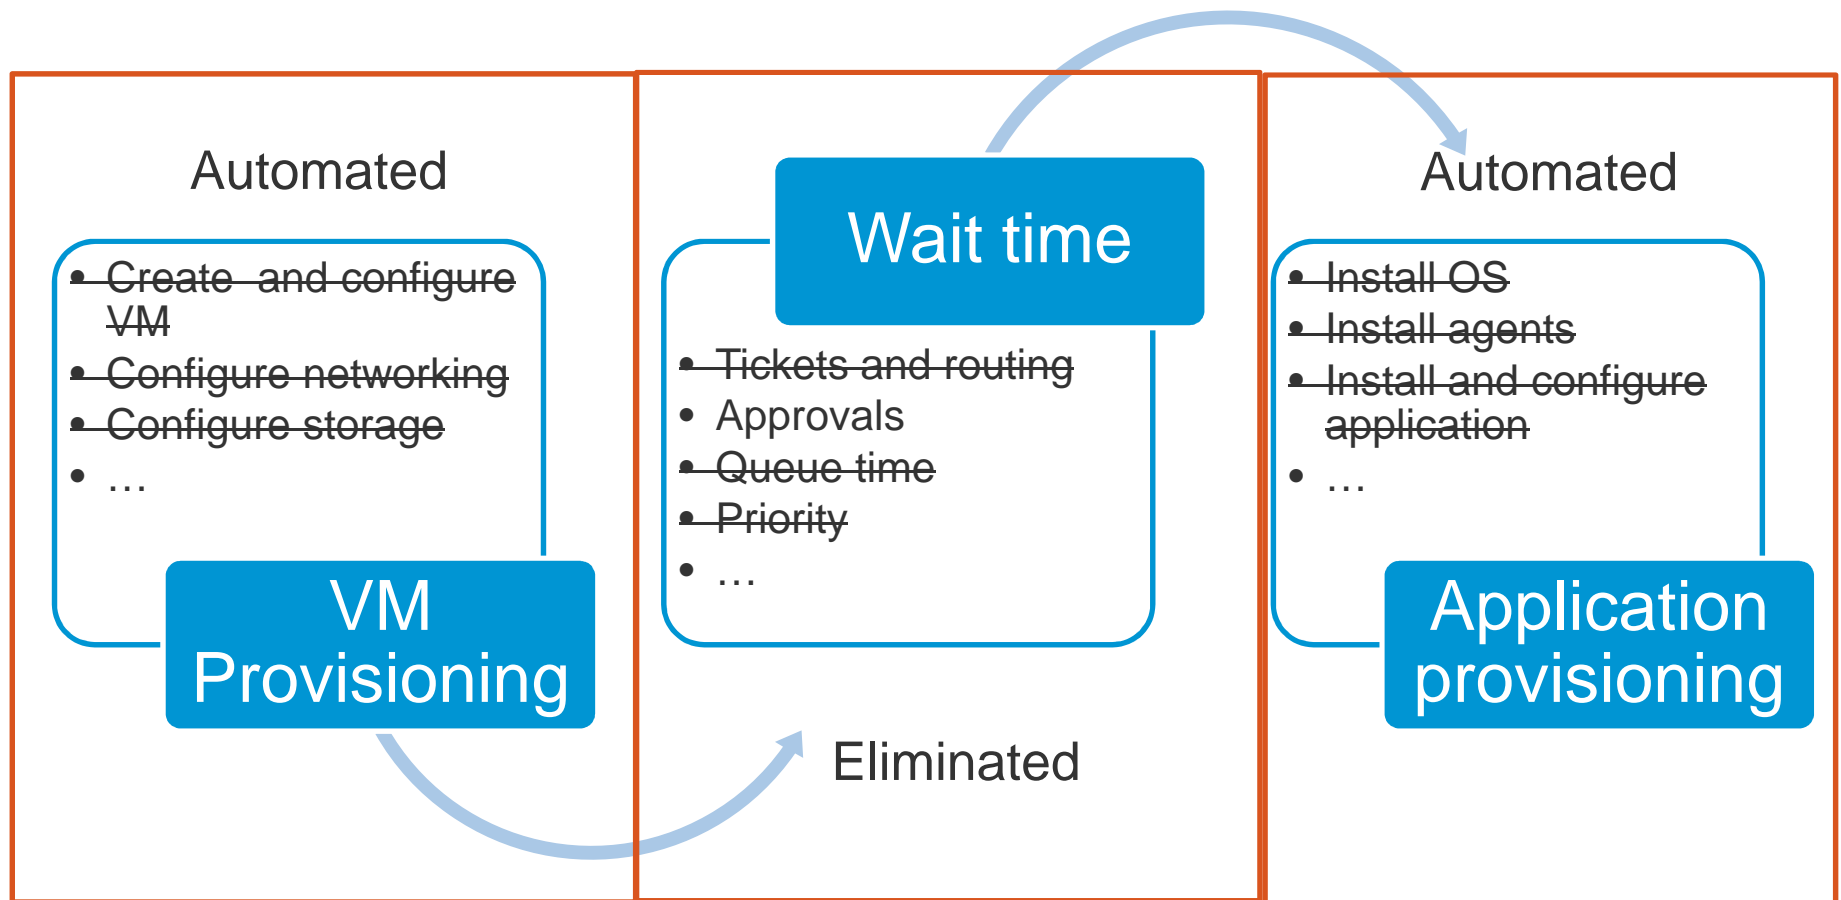 Automated
• Create  and configure
VM
• Configure networking
• Configure storage
• …
VM
Provisioning
Wait time
• Tickets and routing
• Approvals
• Queue time
• Priority
• …
Eliminated
Automated
• Install OS
• Install agents
• Install and configure
application
• …
Application
provisioning